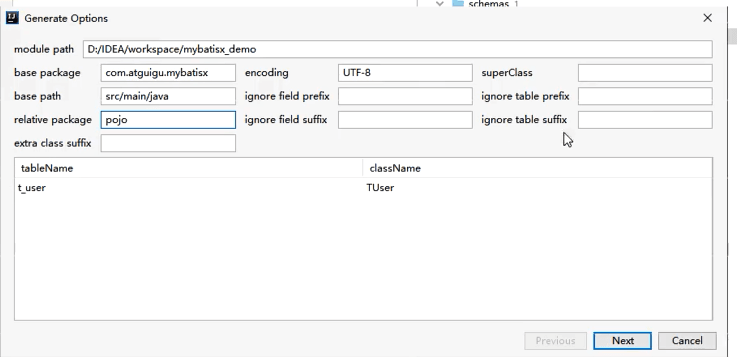 schemas 1
Generate Options
module path D:/IDEA/workspace/mybatisx_demo
base package com.atguigu.mybatisx encoding UTF-8 superClass
base path src/main/java ignore field prefix ignore table prefix
relative package pojo ignore field suffix ignore table suffix
extra class suffix
tableName className
t_user TUser
Previous Next Cancel